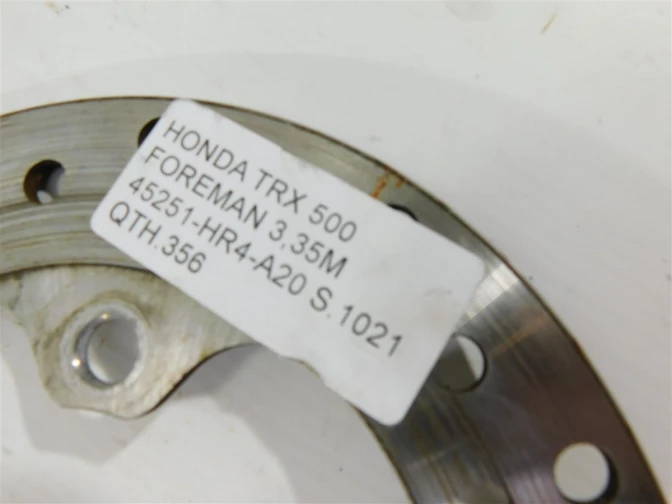 HONDA TRX 500
FOREMAN 3,35M
45251-HR4-A20 S.1021
QTH.356